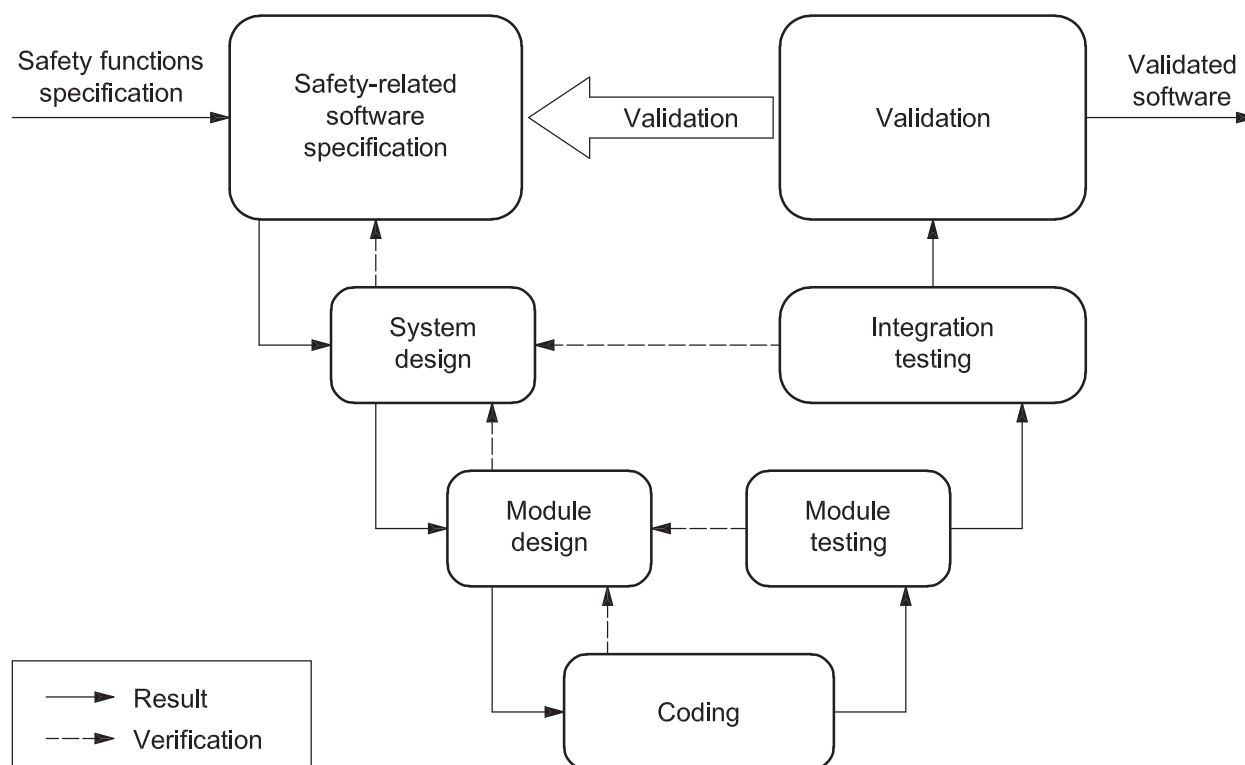 Safety functions
specification
Safety-related
software
specification
Validation
Validation
Validated
software
System
design
Integration
testing
Module
design
Module
testing
Coding
Result
Verification